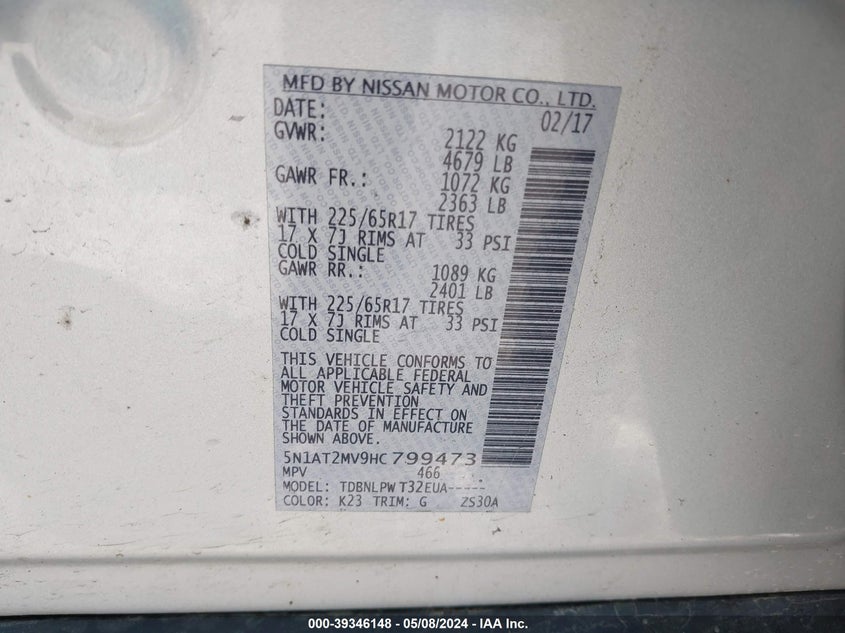 MFD BY NISSAN MOTOR CO., LTD.
DATE: 02/17
GVWR: 2122 KG
4679 LB
GAWR FR.: 1072 KG
2363 LB
WITH 225/65R17 TIRES
17 X 7J RIMS AT 33 PSI
COLD SINGLE
GAWR RR.: 1089 KG
2401 LB
WITH 225/65R17 TIRES
17 X 7J RIMS AT 33 PSI
COLD SINGLE
THIS VEHICLE CONFORMS TO
ALL APPLICABLE FEDERAL
MOTOR VEHICLE SAFETY AND
THEFT PREVENTION
STANDARDS IN EFFECT ON
THE DATE OF MANUFACTURE
SHOWN ABOVE.
5N1AT2MV9HC 799473
MPV 466
MODEL: TDBNLPW T32EUA-----
COLOR: K23 TRIM: G ZS30A
000-39346148 - 05/08/2024 - IAA Inc.